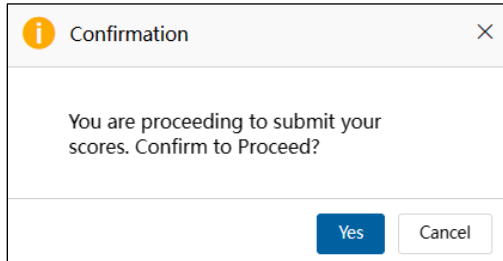 Confirmation
You are proceeding to submit your
scores. Confirm to Proceed?
Yes
Cancel